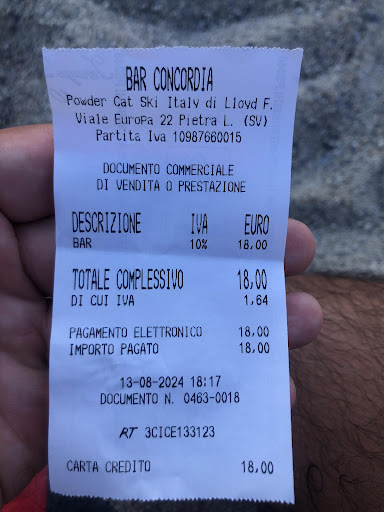 BAR CONCORDIA
Powder Cat Ski Italy di Lloyd F.
Viale Europa 22 Pietra L. (SV)
Partita Iva 10987660015
DOCUMENTO COMMERCIALE
DI VENDITA O PRESTAZIONE
DESCRIZIONE IVA EURO
BAR 10% 18,00
TOTALE COMPLESSIVO 18,00
DI CUI IVA 1,64
PAGAMENTO ELETTRONICO 18,00
IMPORTO PAGATO 18,00
13-08-2024 18:17
DOCUMENTO N. 0463-0018
RT 3CICE133123
CARTA CREDITO 18,00